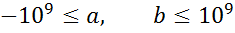 −10⁹ ≤ a, b ≤ 10⁹